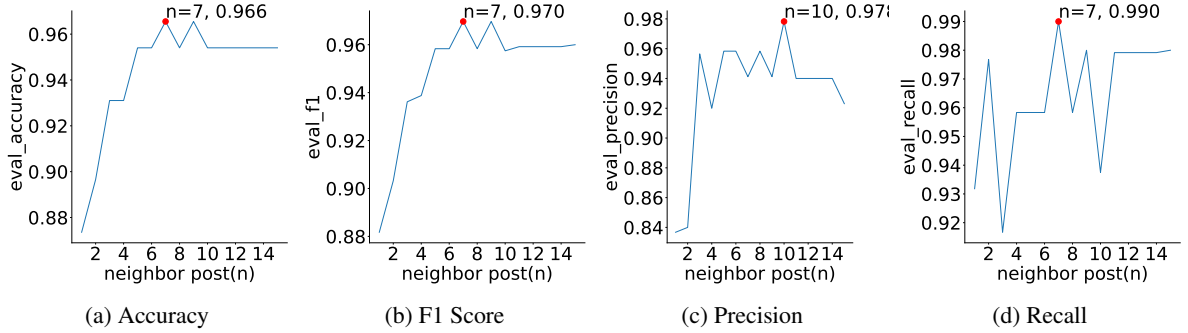 n=7, 0.966
0.96
0.94
0.92
0.90
0.88
eval_accuracy
2 4 6 8 10 12 14
neighbor post(n)
(a) Accuracy
n=7, 0.970
0.96
0.94
0.92
0.90
0.88
eval_f1
2 4 6 8 10 12 14
neighbor post(n)
(b) F1 Score
n=10, 0.978
0.98
0.96
0.94
0.92
0.90
0.88
0.86
0.84
eval_precision
2 4 6 8 10 12 14
neighbor post(n)
(c) Precision
n=7, 0.990
0.99
0.98
0.97
0.96
0.95
0.94
0.93
0.92
eval_recall
2 4 6 8 10 12 14
neighbor post(n)
(d) Recall